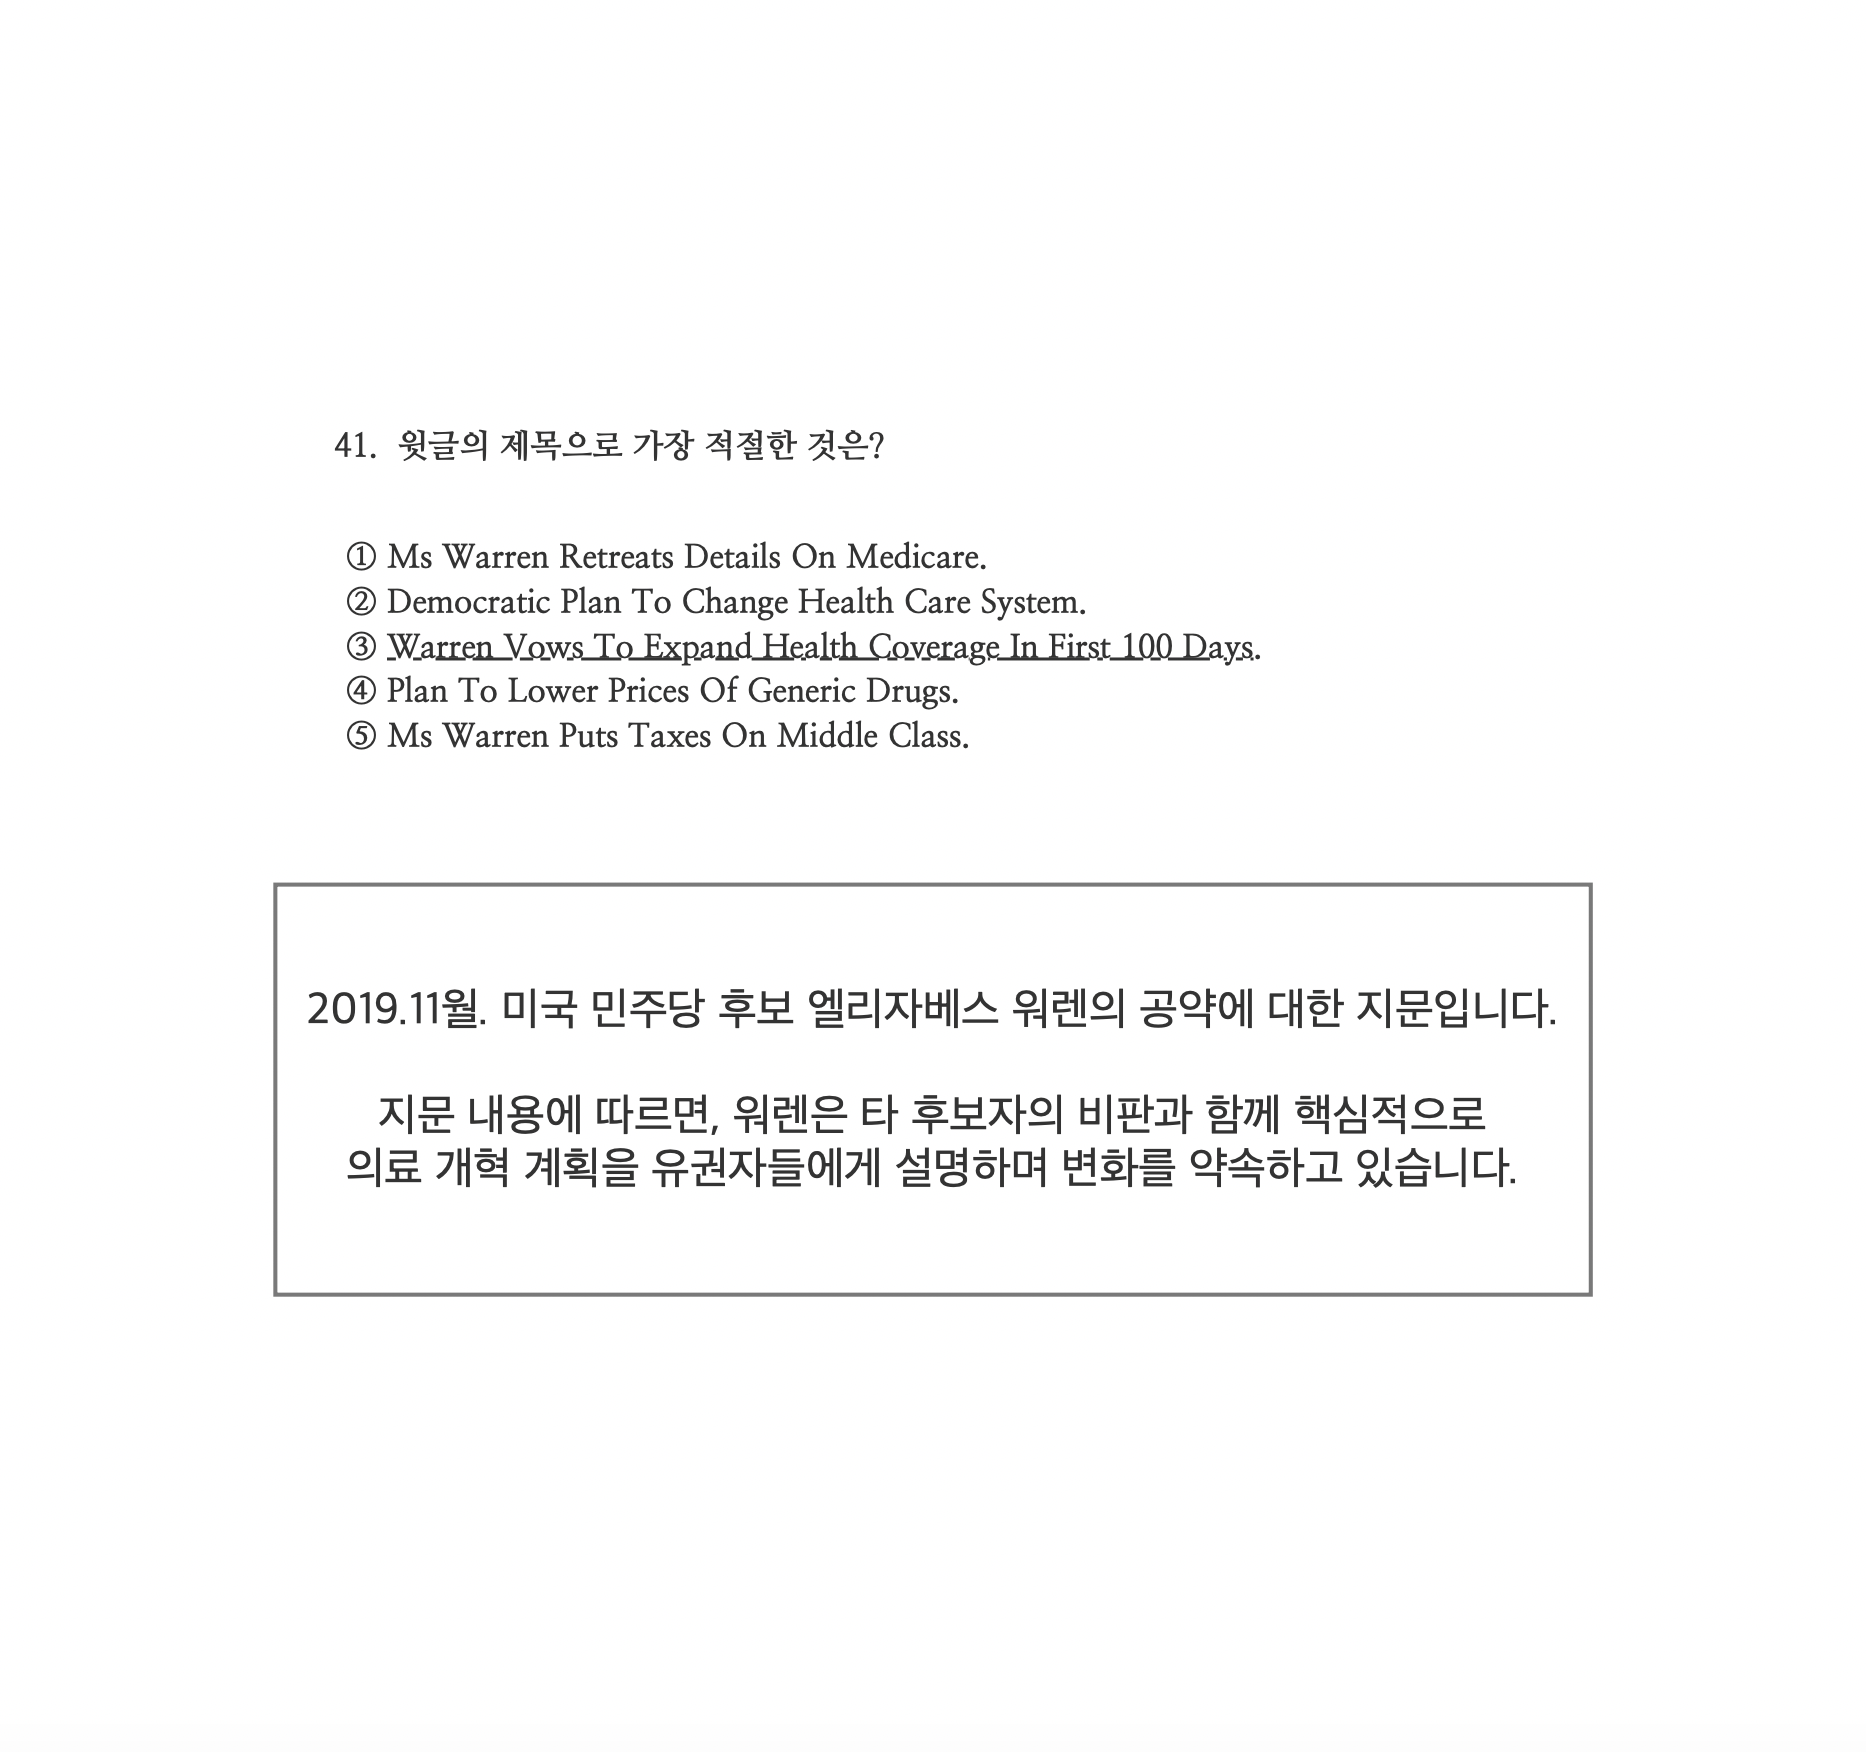 41. 윗글의 제목으로 가장 적절한 것은?
① Ms Warren Retreats Details On Medicare.
② Democratic Plan To Change Health Care System.
③ Warren Vows To Expand Health Coverage In First 100 Days.
④ Plan To Lower Prices Of Generic Drugs.
⑤ Ms Warren Puts Taxes On Middle Class.
2019.11월. 미국 민주당 후보 엘리자베스 워렌의 공약에 대한 지문입니다.
지문 내용에 따르면, 워렌은 타 후보자의 비판과 함께 핵심적으로
의료 개혁 계획을 유권자들에게 설명하며 변화를 약속하고 있습니다.